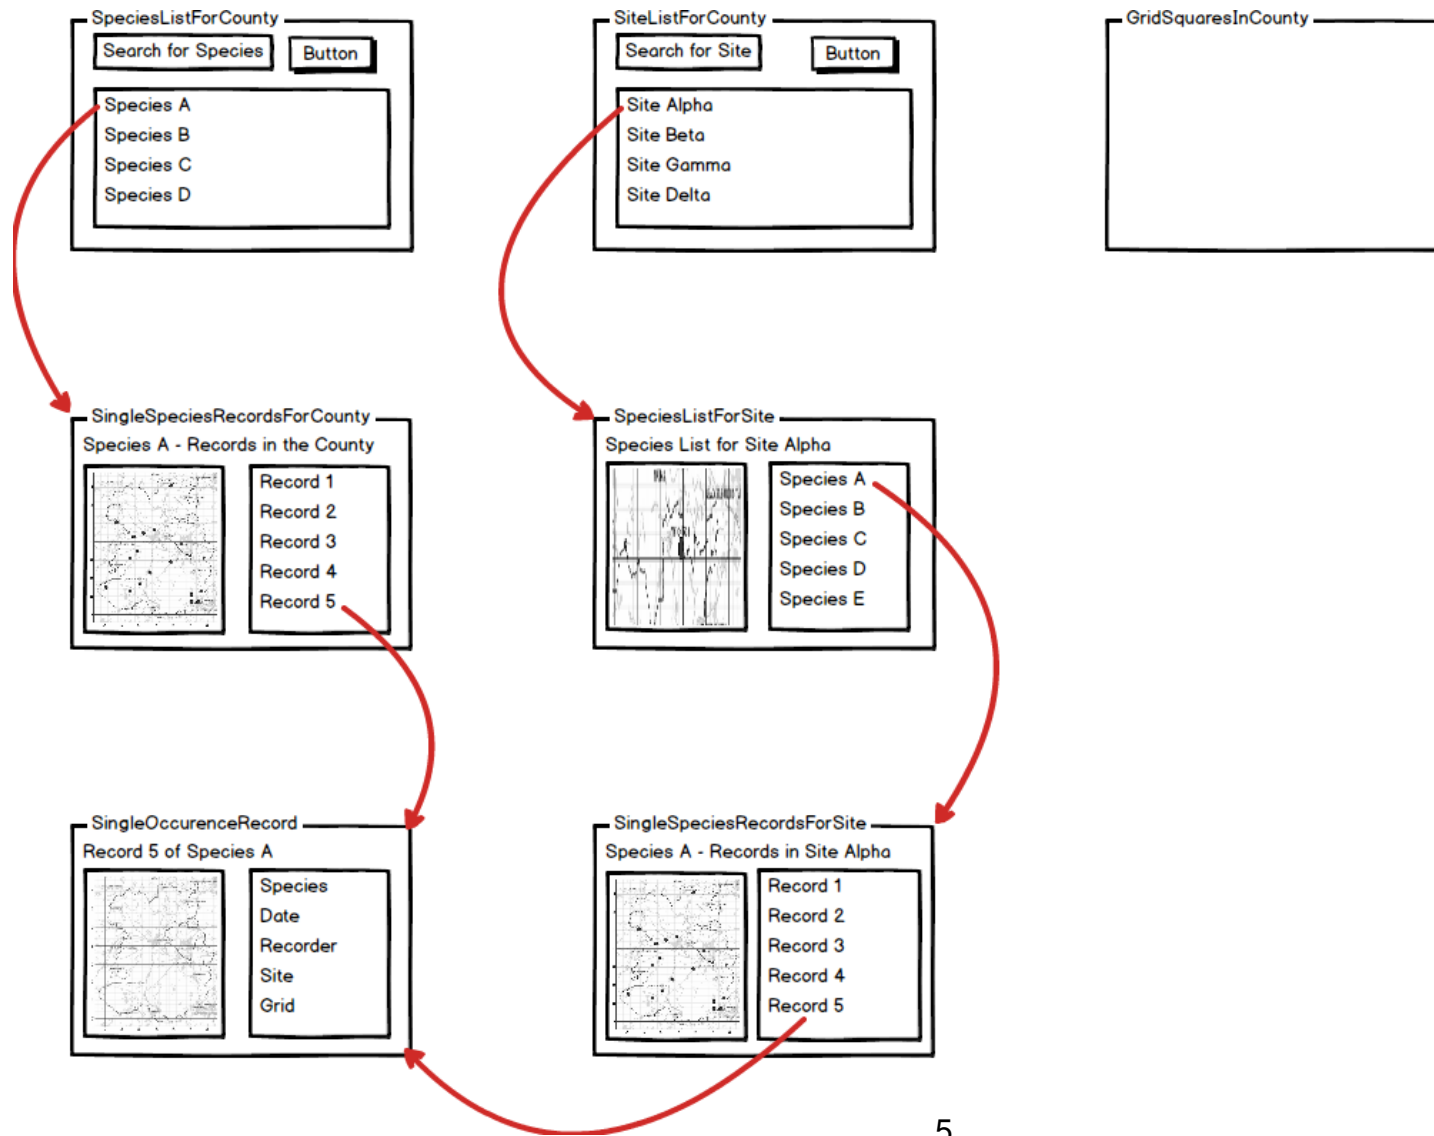 SpeciesListForCounty
Search for Species
Button
Species A
Species B
Species C
Species D
SiteListForCounty
Search for Site
Button
Site Alpha
Site Beta
Site Gamma
Site Delta
GridSquaresInCounty
SingleSpeciesRecordsForCounty
Species A - Records in the County
Record 1
Record 2
Record 3
Record 4
Record 5
SpeciesListForSite
Species List for Site Alpha
Species A
Species B
Species C
Species D
Species E
SingleOccurenceRecord
Record 5 of Species A
Species
Date
Recorder
Site
Grid
SingleSpeciesRecordsForSite
Species A - Records in Site Alpha
Record 1
Record 2
Record 3
Record 4
Record 5
5